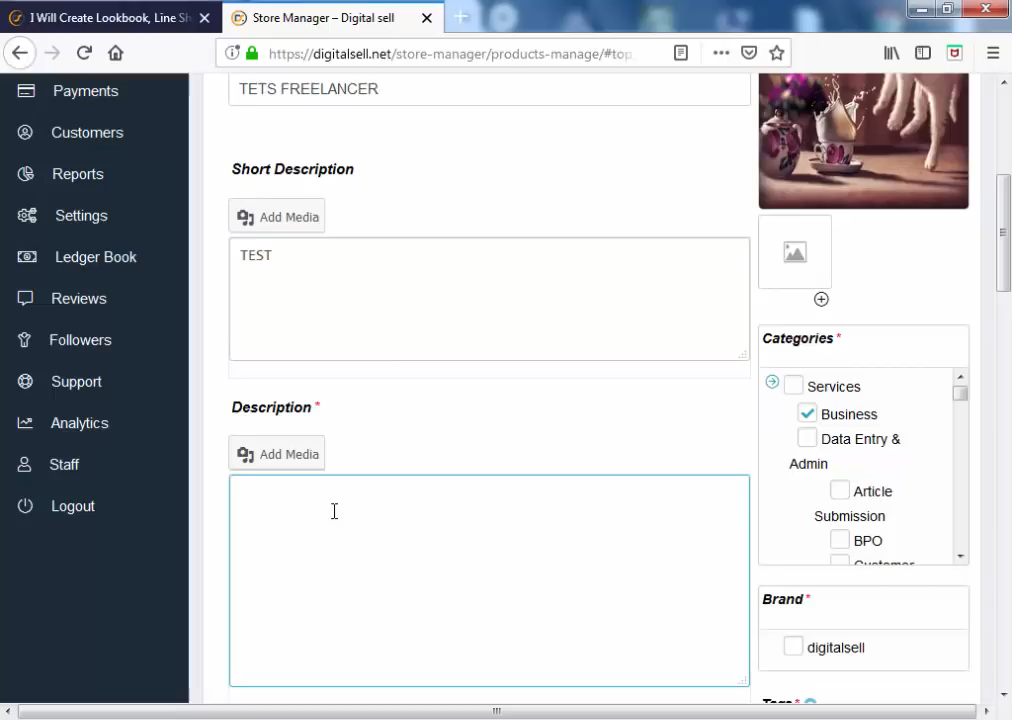 I Will Create Lookbook, Line Sh
Store Manager – Digital sell
https://digitalsell.net/store-manager/products-manage/#top
Payments
Customers
Reports
Settings
Ledger Book
Reviews
Followers
Support
Analytics
Staff
Logout
TETS FREELANCER
Short Description
Add Media
TEST
Description *
Add Media
Categories *
Services
Business
Data Entry &
Admin
Article
Submission
BPO
Customer
Brand *
digitalsell
Tags *